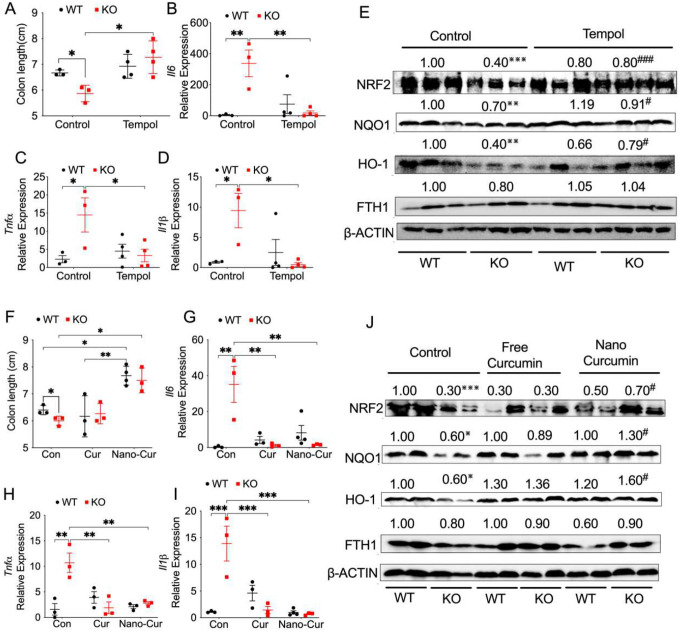 A
WT KO
Colon length(cm)
9
8
7
6
5
*
*
Control Tempol
B
WT KO
Il6
Relative Expression
600
400
200
0
**
**
Control Tempol
C
WT KO
Tnfα
Relative Expression
25
20
15
10
5
0
*
*
Control Tempol
D
WT KO
Il1β
Relative Expression
20
15
10
5
0
*
*
Control Tempol
E
Control Tempol
1.00 0.40*** 0.80 0.80###
NRF2
1.00 0.70** 1.19 0.91#
NQO1
1.00 0.40** 0.66 0.79#
HO-1
1.00 0.80 1.05 1.04
FTH1
β-ACTIN
WT KO WT KO
F
WT KO
Colon length (cm)
10
9
8
7
6
5
*
*
**
*
Con Cur Nano-Cur
G
WT KO
Il6
Relative Expression
60
40
20
0
**
** **
Con Cur Nano-Cur
H
WT KO
Tnfα
Relative Expression
20
15
10
5
0
**
** **
Con Cur Nano-Cur
I
WT KO
Il1β
Relative Expression
20
15
10
5
0
***
*** ***
Con Cur Nano-Cur
J
Control Free Curcumin Nano Curcumin
1.00 0.30*** 0.30 0.30 0.50 0.70#
NRF2
1.00 0.60* 1.00 0.89 1.00 1.30#
NQO1
1.00 0.60* 1.30 1.36 1.20 1.60#
HO-1
1.00 0.80 1.00 0.90 0.60 0.90
FTH1
β-ACTIN
WT KO WT KO WT KO